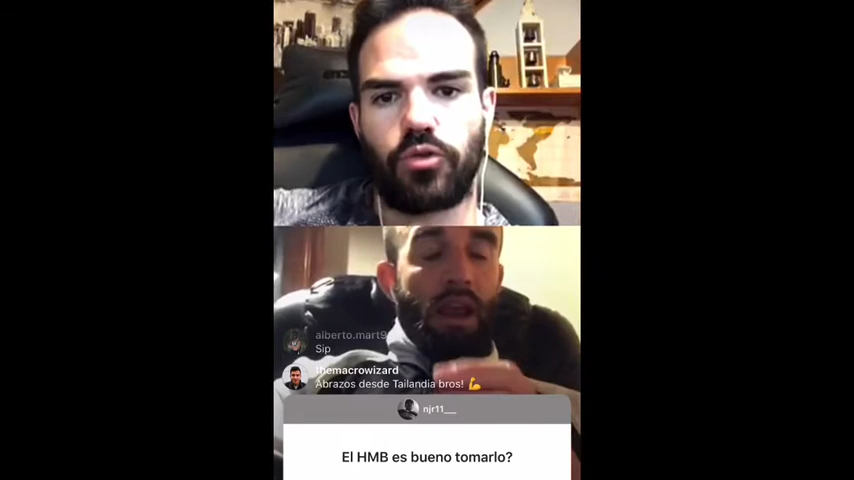 alberto.mart9
Sip
themacrowizard
Abrazos desde Tailandia bros! 💪
njr11___
El HMB es bueno tomarlo?